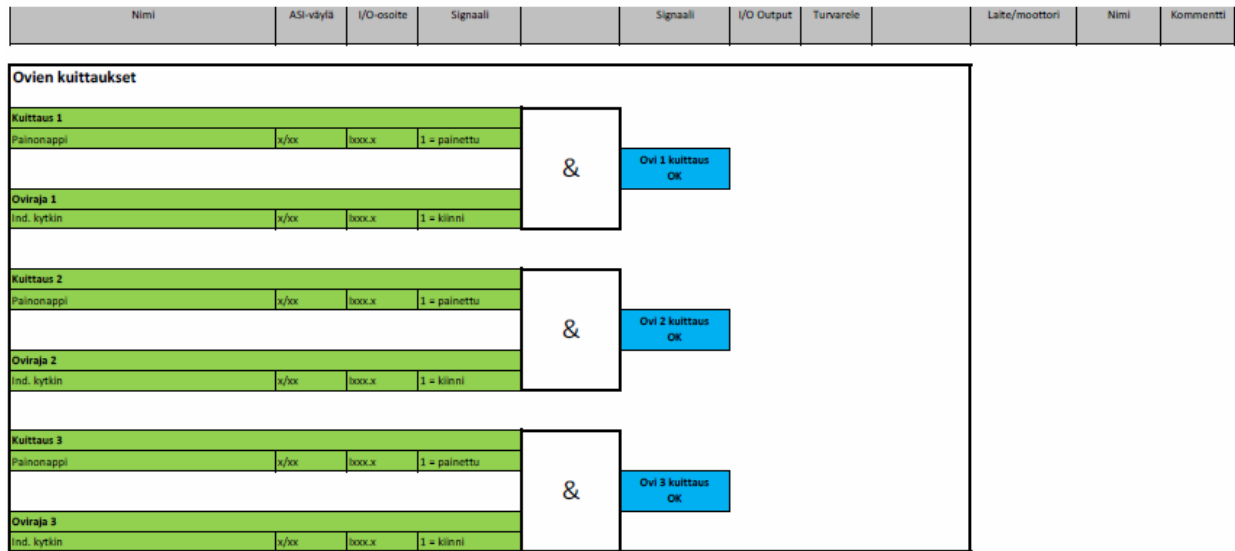 Nimi ASI-väylä I/O-osoite Signaali Signaali I/O Output Turvarele Laite/moottori Nimi Kommentti
Ovien kuittaukset
Kuittaus 1
Painonappi x/xx Ixxx.x 1 = painettu
&
Ovi 1 kuittaus
OK
Oviraja 1
Ind. kytkin x/xx Ixxx.x 1 = kiinni
Kuittaus 2
Painonappi x/xx Ixxx.x 1 = painettu
&
Ovi 2 kuittaus
OK
Oviraja 2
Ind. kytkin x/xx Ixxx.x 1 = kiinni
Kuittaus 3
Painonappi x/xx Ixxx.x 1 = painettu
&
Ovi 3 kuittaus
OK
Oviraja 3
Ind. kytkin x/xx Ixxx.x 1 = kiinni